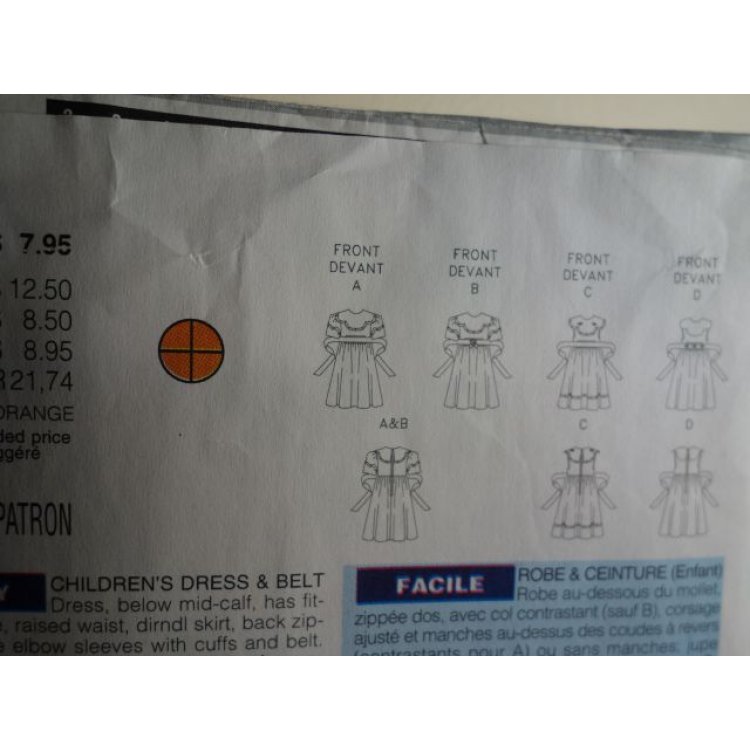 7.95
12.50
8.50
8.95
21,74
ORANGE
price
PATRON
FRONT
DEVANT
A
FRONT
DEVANT
B
FRONT
DEVANT
C
FRONT
DEVANT
D
A&B
C
D
CHILDREN'S DRESS & BELT
Dress, below mid-calf, has fit-
raised waist, dirndl skirt, back zip-
elbow sleeves with cuffs and belt.
FACILE
ROBE & CEINTURE (Enfant)
Robe au-dessous du mollet,
zippée dos, avec col contrastant (sauf B), corsage
ajusté et manches au-dessus des coudes à revers
(contrastants pour A) ou sans manches; jupe